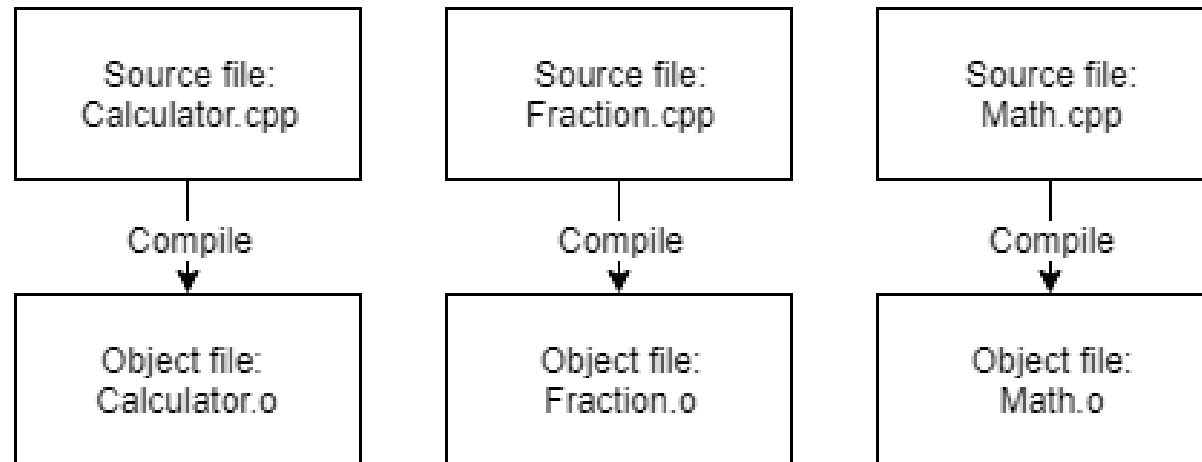 Source file:
Calculator.cpp
Source file:
Fraction.cpp
Source file:
Math.cpp
Compile
Compile
Compile
Object file:
Calculator.o
Object file:
Fraction.o
Object file:
Math.o